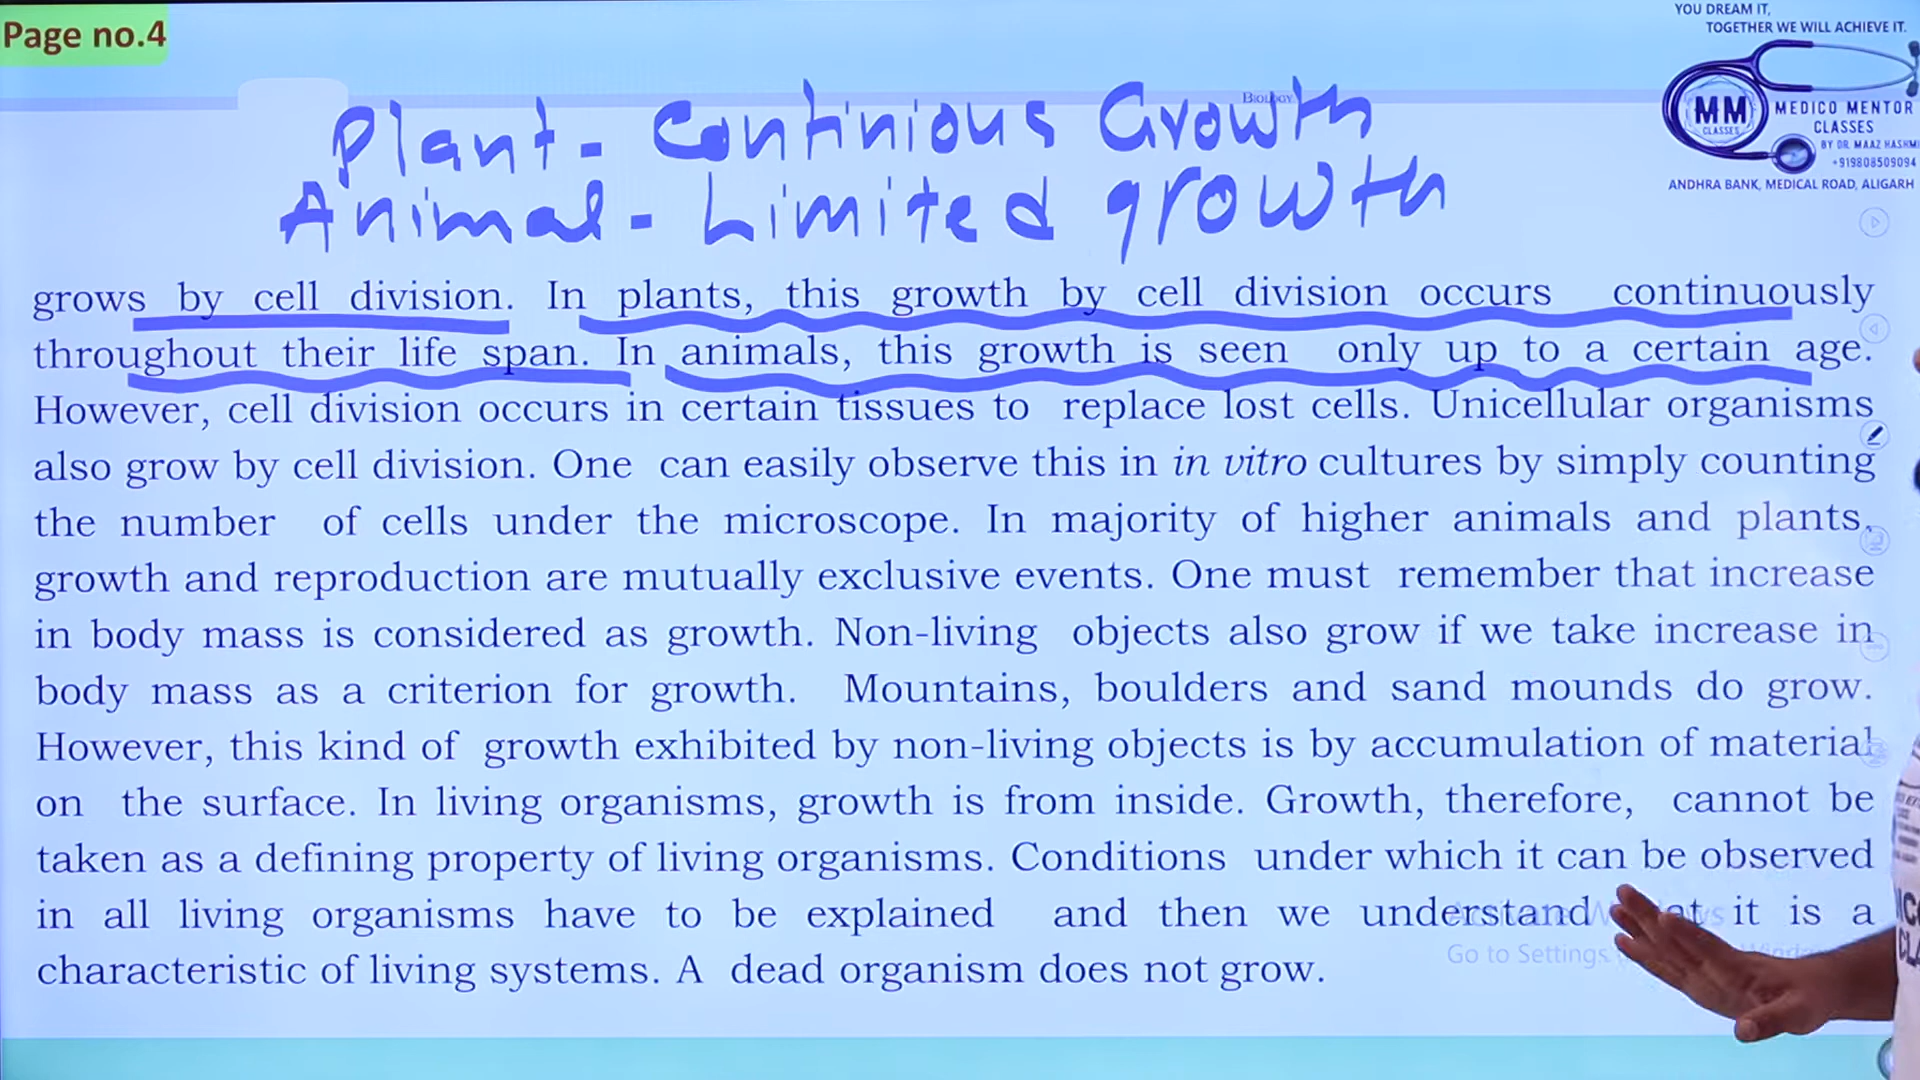 Page no.4
YOU DREAM IT,
TOGETHER WE WILL ACHIEVE IT.
MM
CLASSES
MEDICO MENTOR
CLASSES
BY DR. MAAZ HASHMI
+919808509094
ANDHRA BANK, MEDICAL ROAD, ALIGARH
BIOLOGY
Plant - Continious Growth
Animal - Limited growth
grows by cell division. In plants, this growth by cell division occurs continuously
throughout their life span. In animals, this growth is seen only up to a certain age.
However, cell division occurs in certain tissues to replace lost cells. Unicellular organisms
also grow by cell division. One can easily observe this in in vitro cultures by simply counting
the number of cells under the microscope. In majority of higher animals and plants,
growth and reproduction are mutually exclusive events. One must remember that increase
in body mass is considered as growth. Non-living objects also grow if we take increase in
body mass as a criterion for growth. Mountains, boulders and sand mounds do grow.
However, this kind of growth exhibited by non-living objects is by accumulation of material
on the surface. In living organisms, growth is from inside. Growth, therefore, cannot be
taken as a defining property of living organisms. Conditions under which it can be observed
in all living organisms have to be explained and then we understand it is a
characteristic of living systems. A dead organism does not grow.
Go to Settings